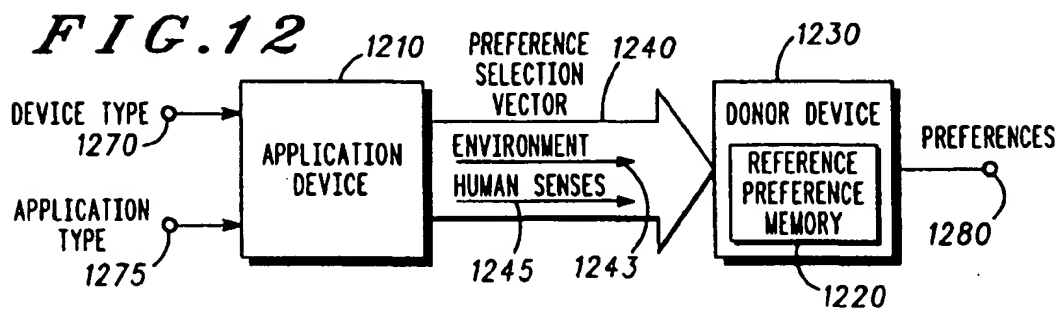 FIG.12
1210
PREFERENCE
SELECTION
VECTOR
1240
1230
DEVICE TYPE
1270
APPLICATION
DEVICE
ENVIRONMENT
HUMAN SENSES
DONOR DEVICE
REFERENCE
PREFERENCE
MEMORY
PREFERENCES
1280
APPLICATION
TYPE
1275
1245
1243
1220